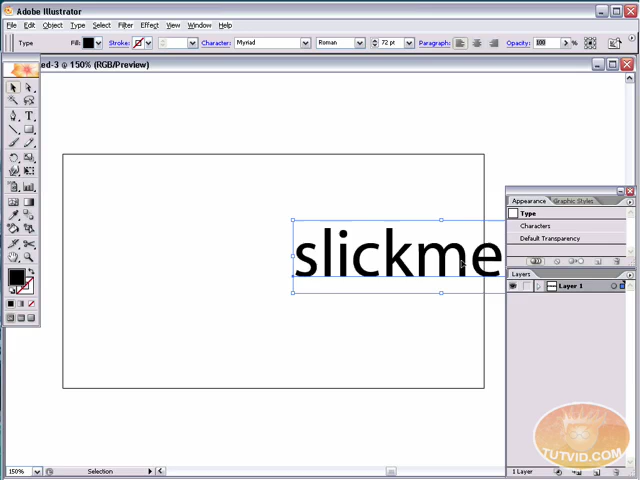 Adobe Illustrator
File Edit Object Type Select Filter Effect View Window Help
Type Fill: Stroke: Character: Myriad Roman 72 pt Paragraph: Opacity: 100 %
ed-3 @ 150% (RGB/Preview)
T
slickme
Appearance Graphic Styles
Type
Characters
Default Transparency
Layers
Layer 1
TUTVID.COM
150% Selection
1 Layer